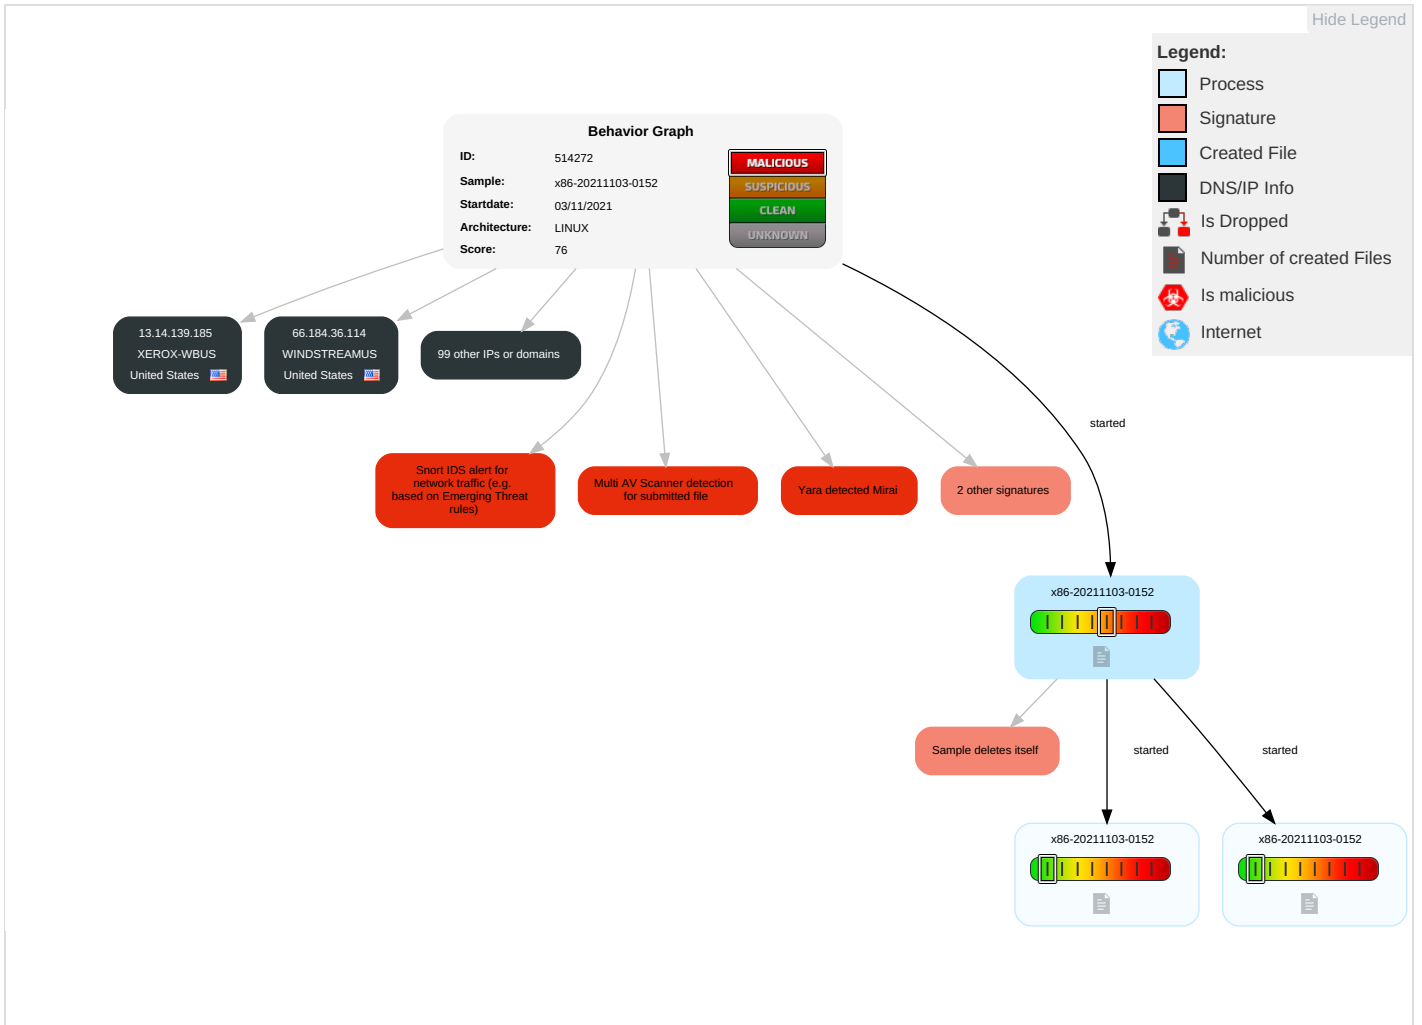 Hide Legend
Legend:
Process
Signature
Created File
DNS/IP Info
Is Dropped
Number of created Files
Is malicious
Internet
Behavior Graph
ID: 514272
Sample: x86-20211103-0152
Startdate: 03/11/2021
Architecture: LINUX
Score: 76
MALICIOUS
SUSPICIOUS
CLEAN
UNKNOWN
13.14.139.185
XEROX-WBUS
United States
66.184.36.114
WINDSTREAMUS
United States
99 other IPs or domains
started
Snort IDS alert for
network traffic (e.g.
based on Emerging Threat
rules)
Multi AV Scanner detection
for submitted file
Yara detected Mirai
2 other signatures
x86-20211103-0152
Sample deletes itself
started
started
x86-20211103-0152
x86-20211103-0152